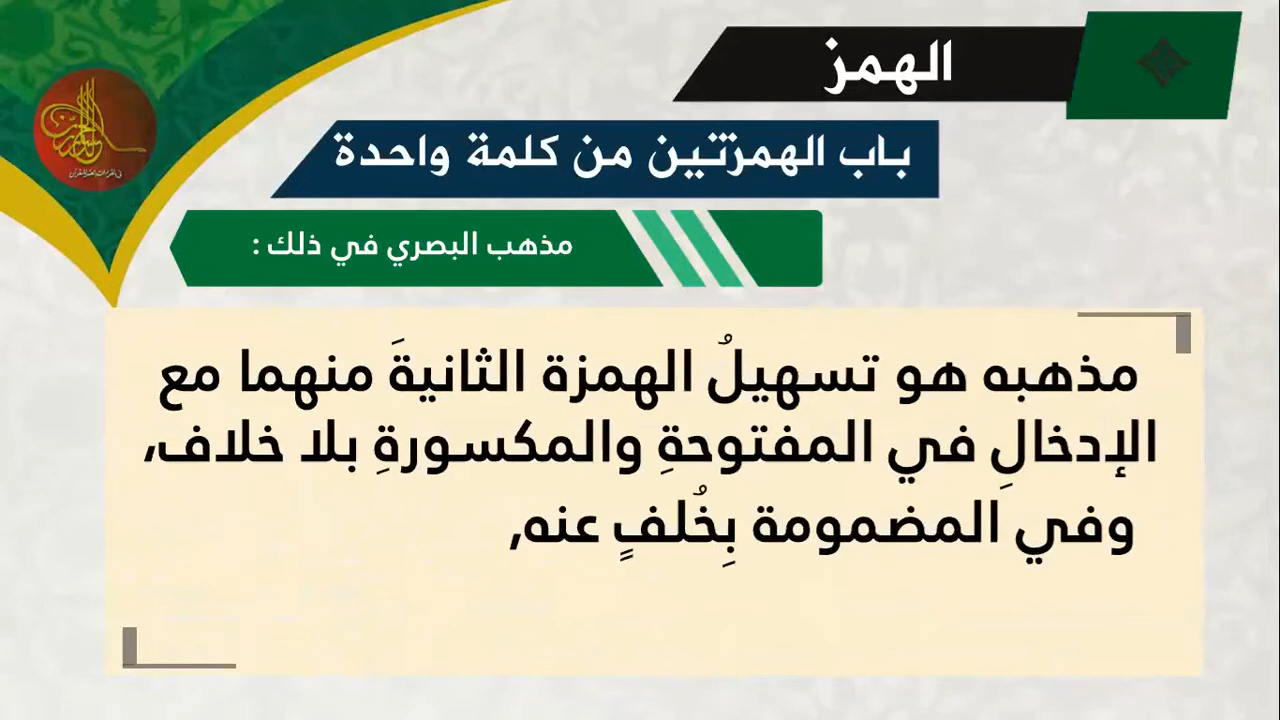 الهمز
باب الهمزتين من كلمة واحدة
مذهب البصري في ذلك :
مذهبه هو تسهيلُ الهمزة الثانيةَ منهما مع
الإدخالِ في المفتوحةِ والمكسورةِ بلا خلاف،
وفي المضمومة بِخُلفٍ عنه,